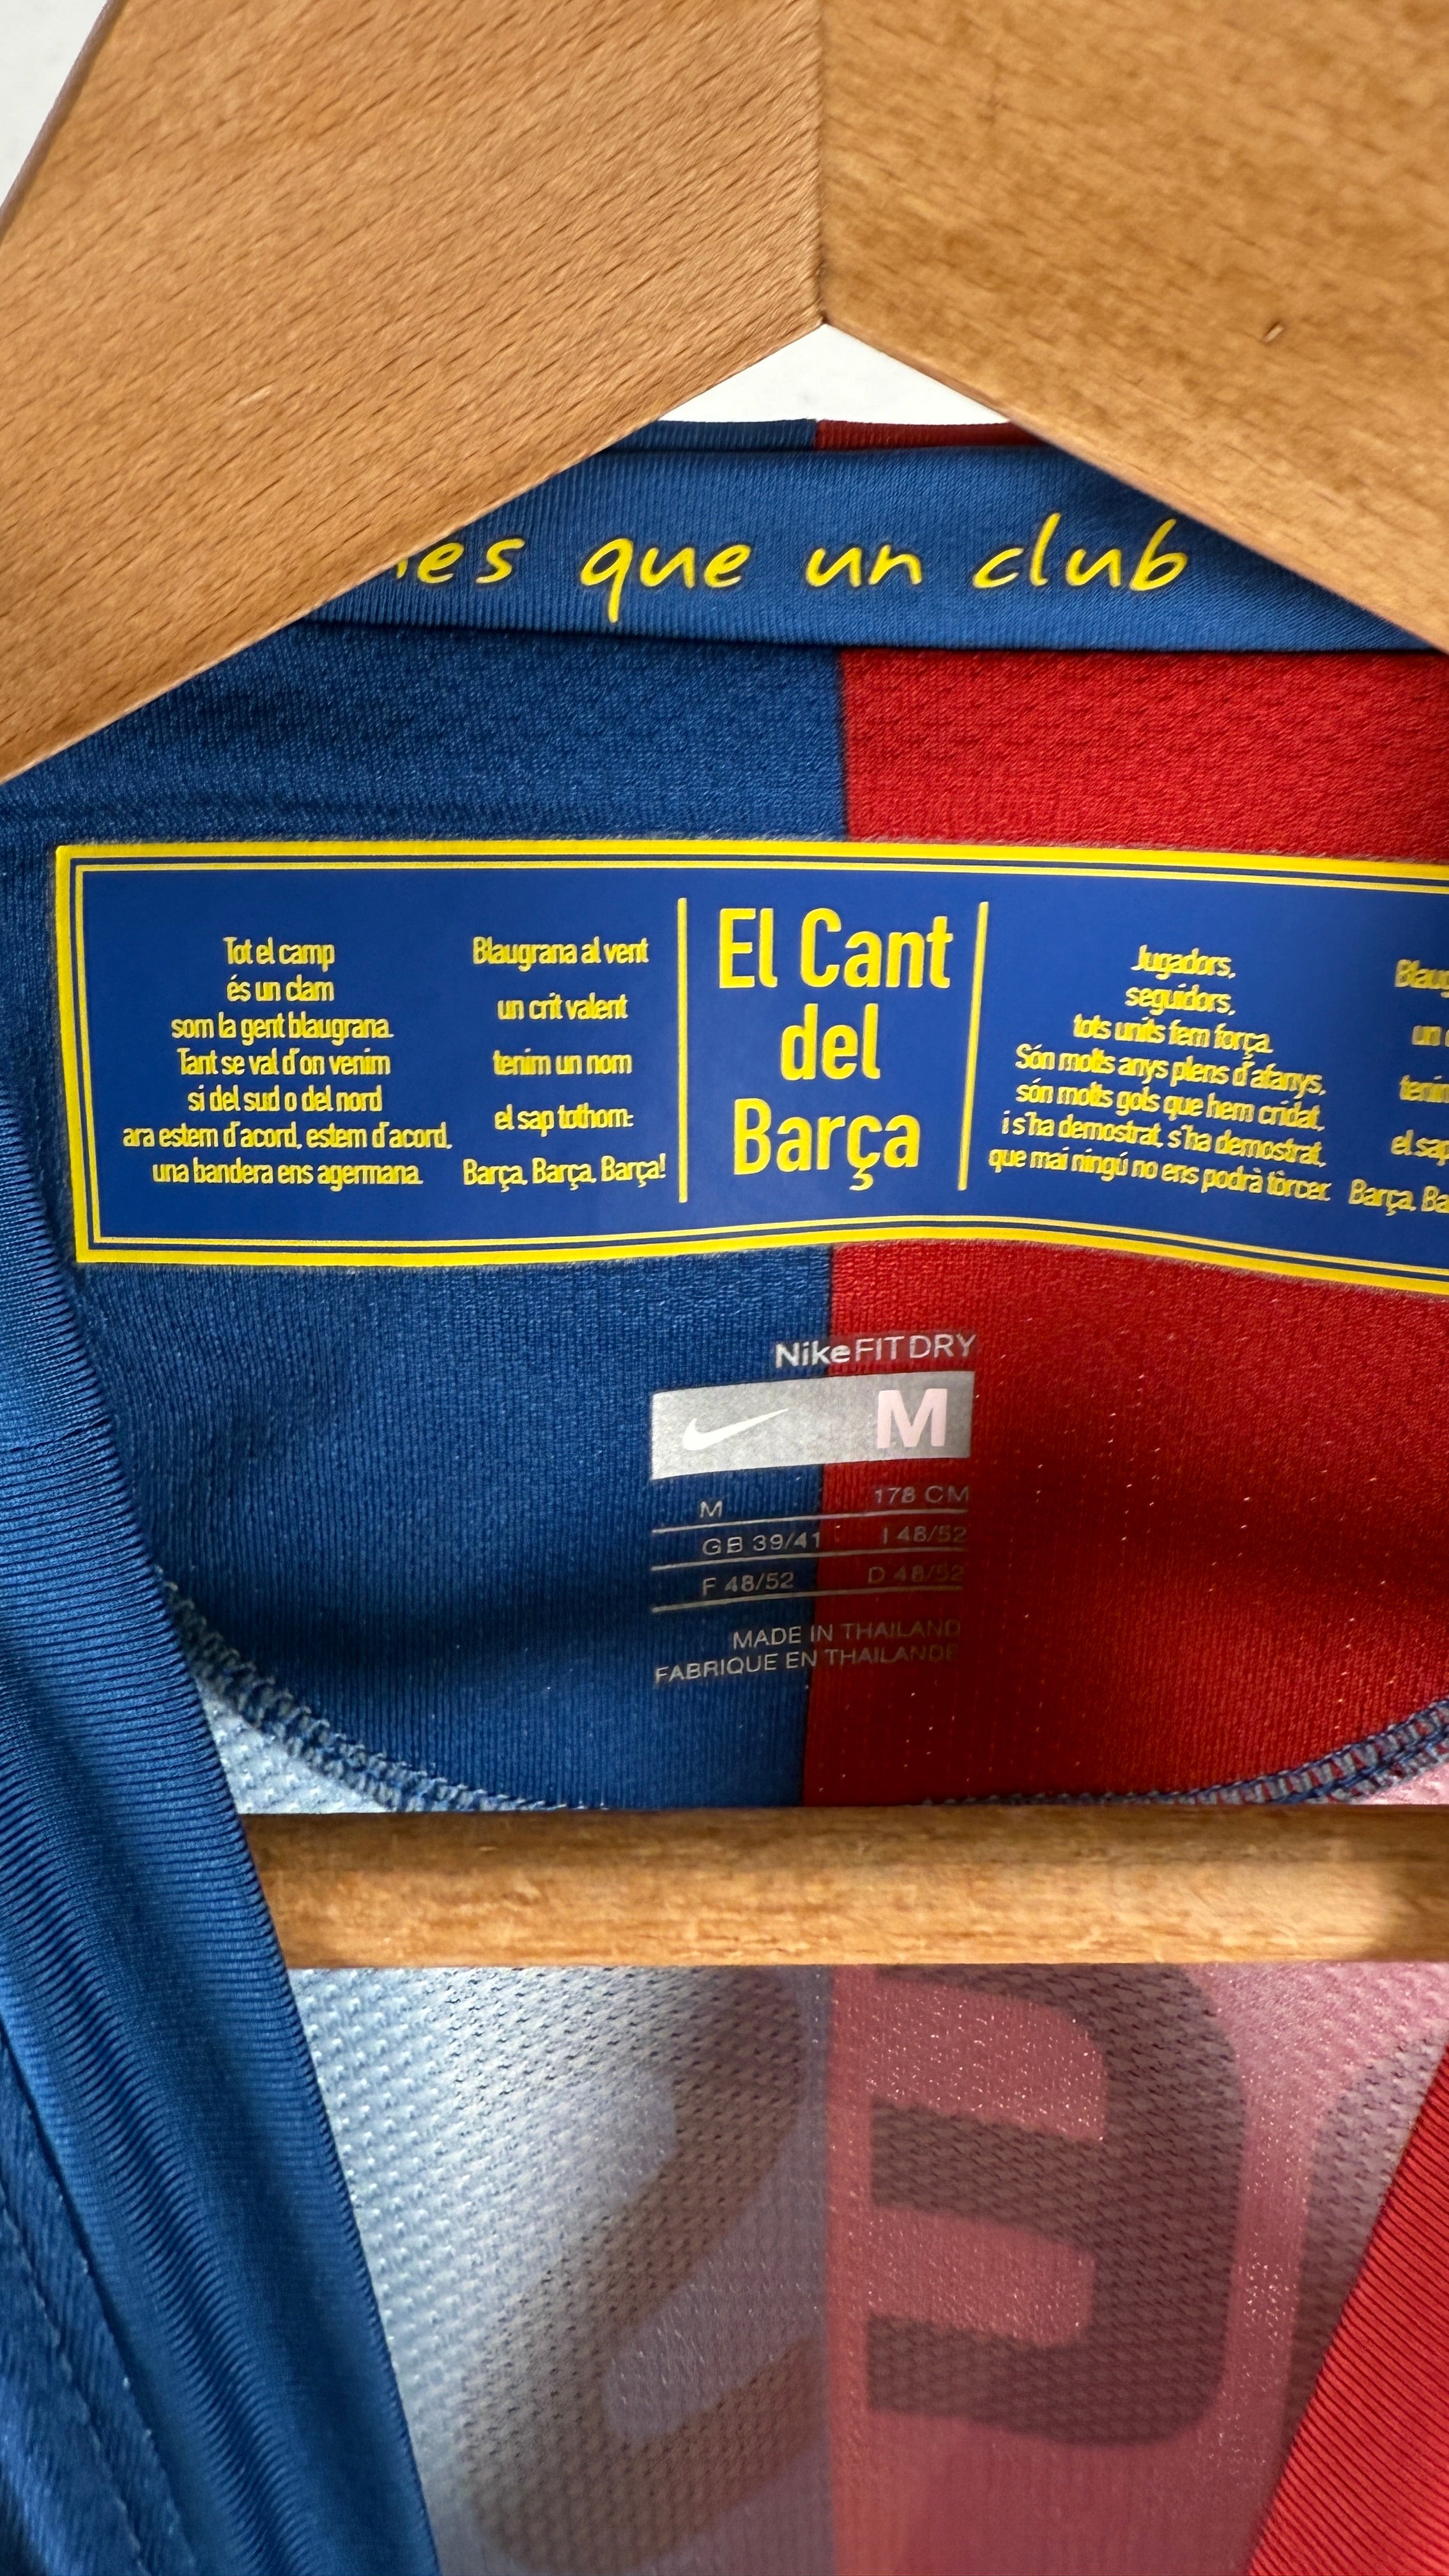 es que un club
Tot el camp
és un clam
som la gent blaugrana.
Tant se val d'on venim
si del sud o del nord
ara estem d'acord, estem d'acord,
una bandera ens agermana.
Blaugrana al vent
un crit valent
tenim un nom
el sap tothom:
Barça, Barça, Barça!
El Cant
del
Barça
Jugadors,
seguidors,
tots units fem força.
Són molts anys plens d'afanys,
són molts gols que hem cridat,
i s'ha demostrat, s'ha demostrat,
que mai ningú no ens podrà tòrcer.
Barça,
Nike FIT DRY
M
M 178 CM
GB 39/41 I 48/52
F 48/52 D 48/52
MADE IN THAILAND
FABRIQUE EN THAILANDE